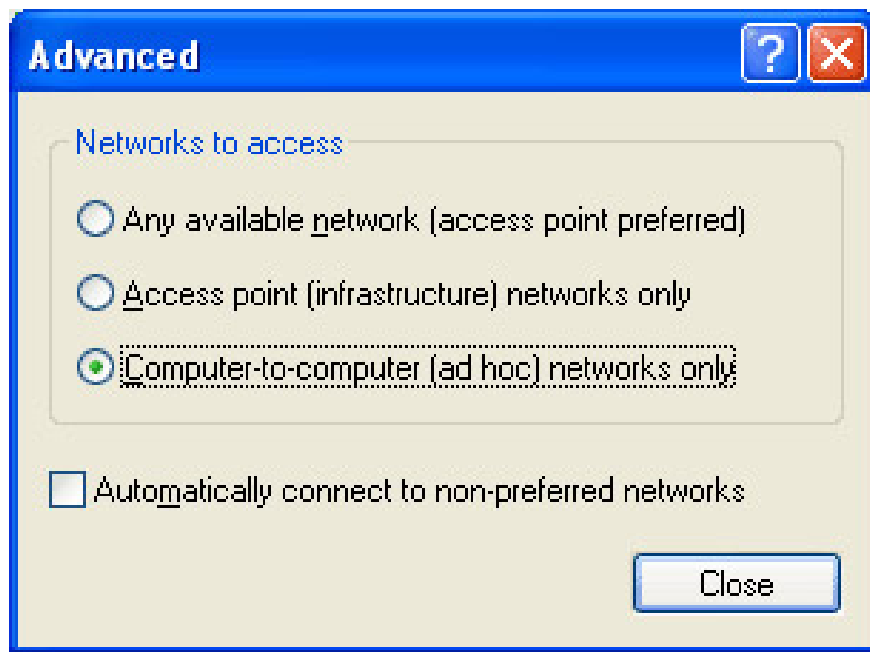 Advanced
?
Networks to access
Any available network (access point preferred)
Access point (infrastructure) networks only
Computer-to-computer (ad hoc) networks only
Automatically connect to non-preferred networks
Close